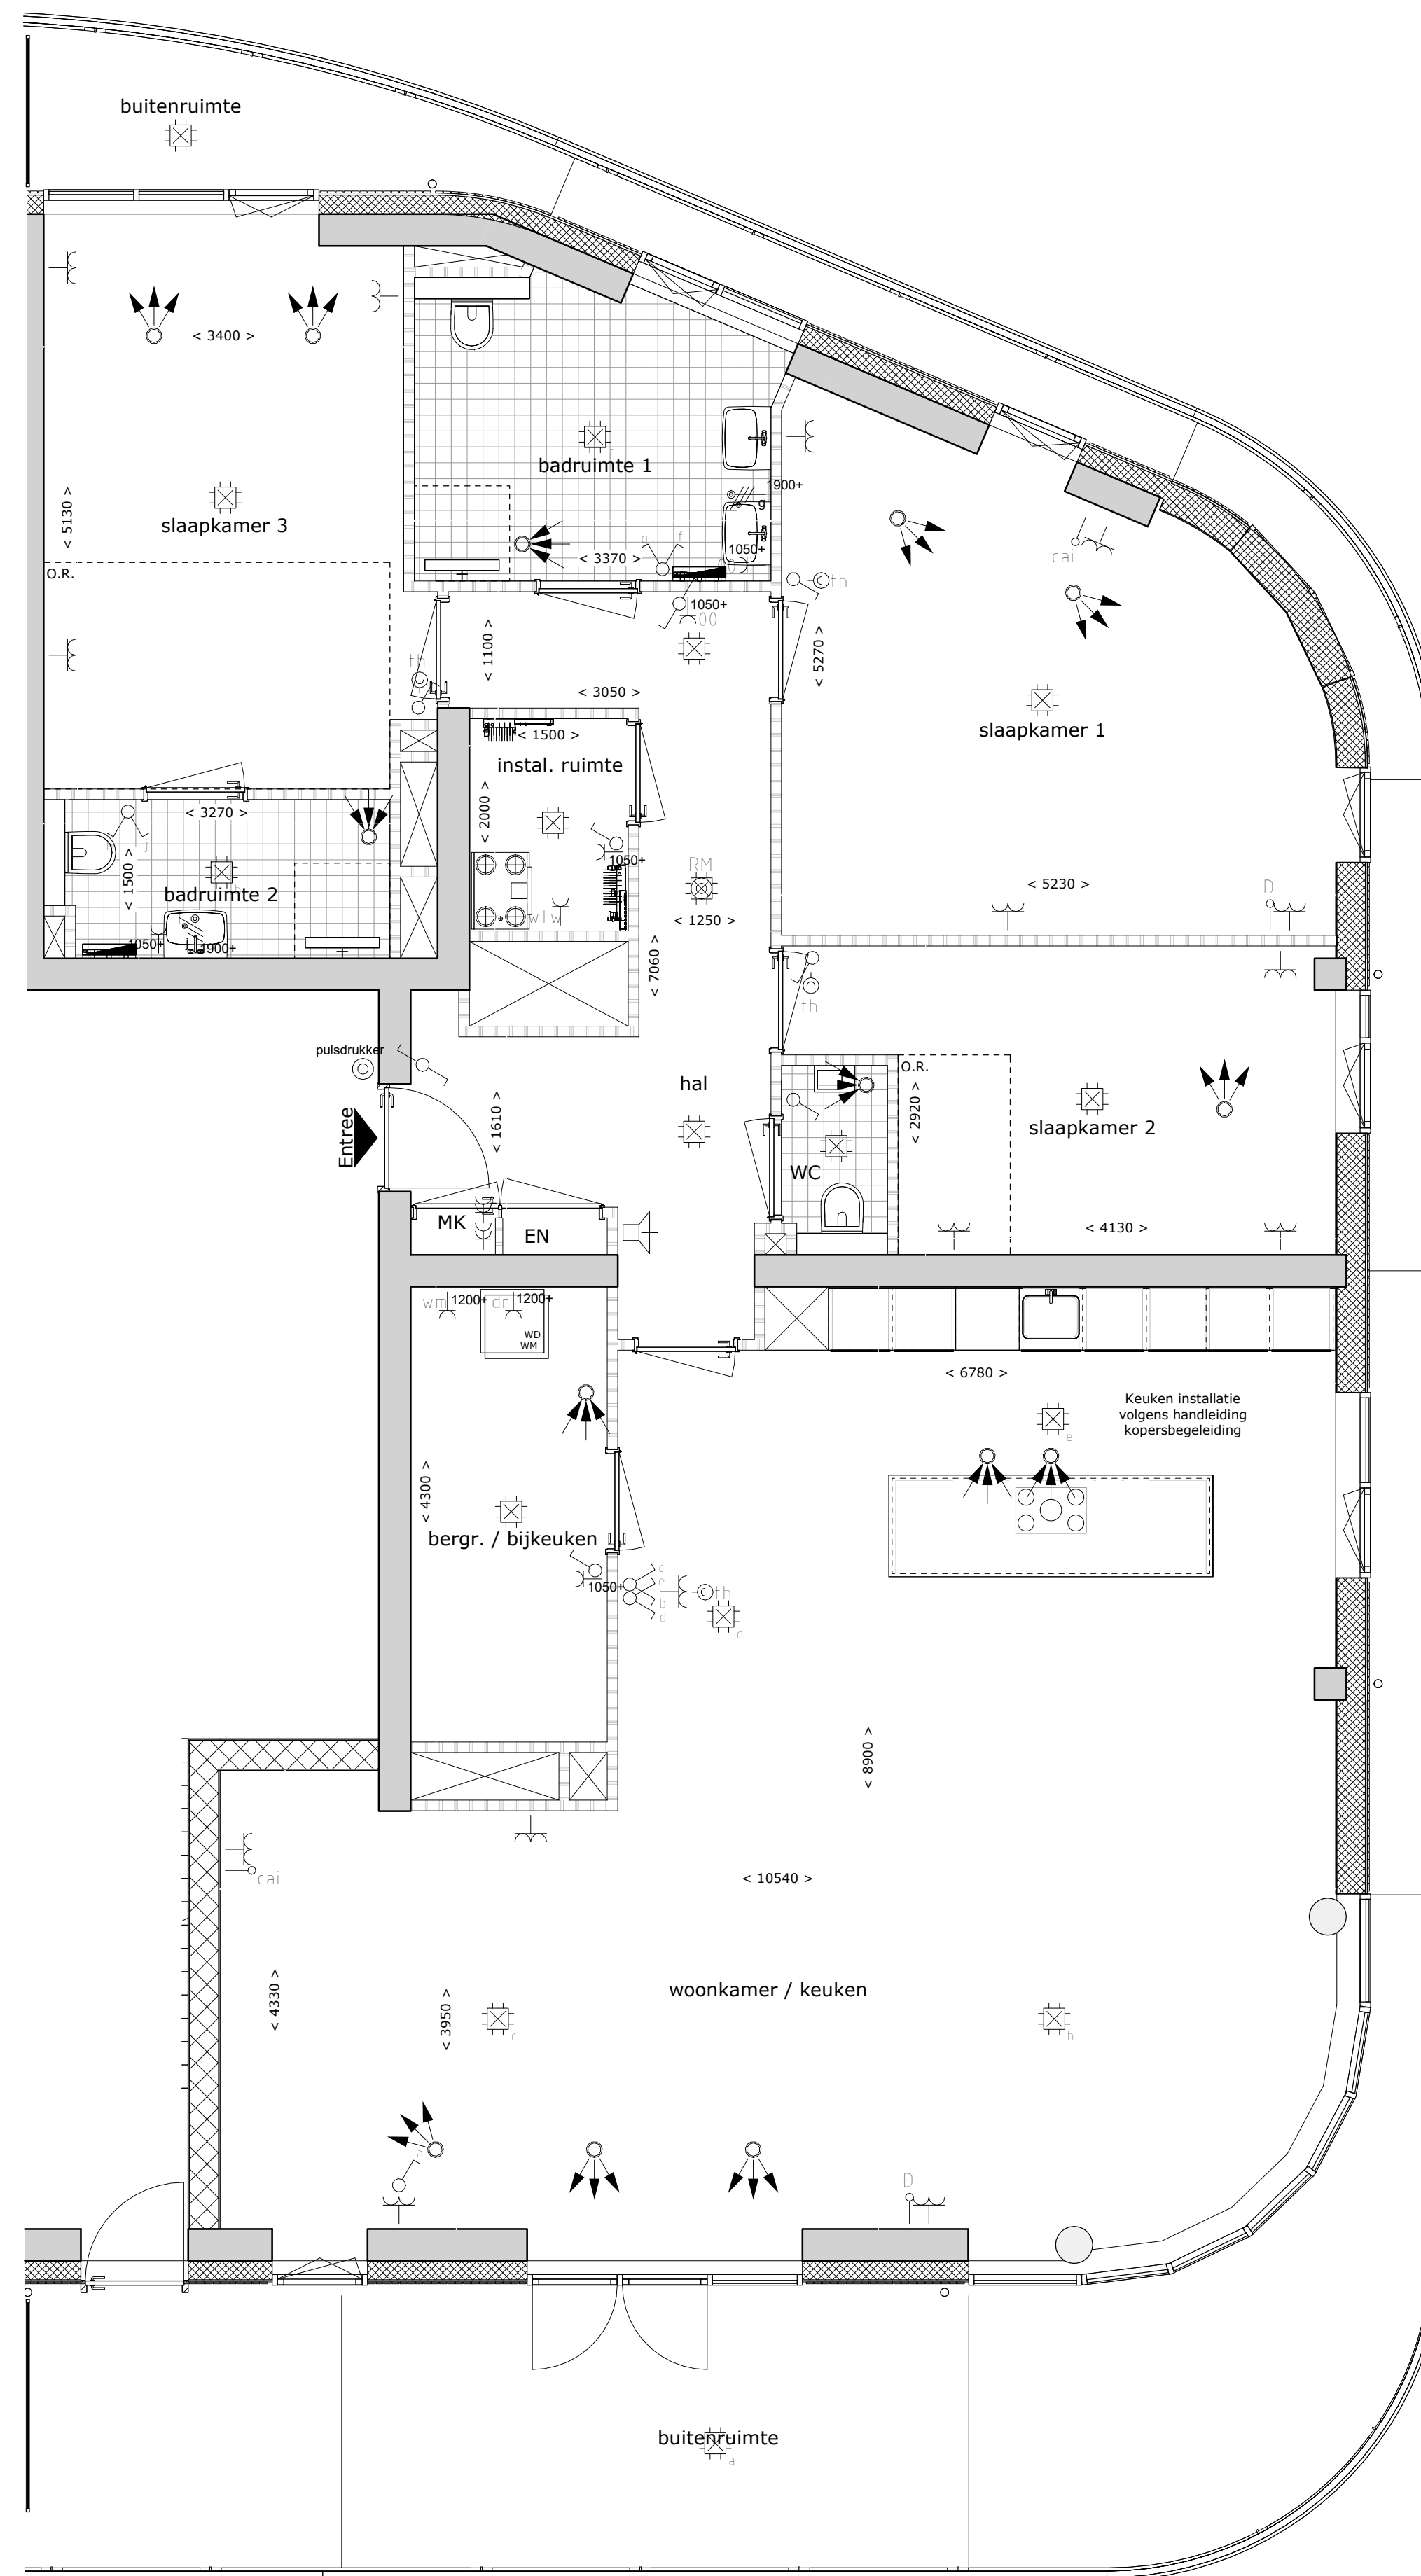 buitenruimte
< 3400 >
badruimte 1
1900+
g
slaapkamer 3
< 5130 >
cai
1050+
< 3370 >
f
O.R.
th.
1050+
< 1100 >
< 5270 >
th.
< 3050 >
slaapkamer 1
< 1500 >
instal. ruimte
< 3270 >
< 2000 >
j
1050+
RM
< 1500 >
badruimte 2
< 5230 >
D
wtw
< 1250 >
1050+
1900+
< 7060 >
th.
pulsdrukker
O.R.
hal
< 2920 >
Entree
< 1610 >
slaapkamer 2
WC
MK
EN
< 4130 >
wm
1200+
dr
1200+
WD
WM
< 6780 >
Keuken installatie
volgens handleiding
kopersbegeleiding
e
< 4300 >
bergr. / bijkeuken
1050+
c
e
b
d
th.
d
< 8900 >
cai
< 10540 >
woonkamer / keuken
< 4330 >
< 3950 >
c
b
a
D
buitenruimte
a